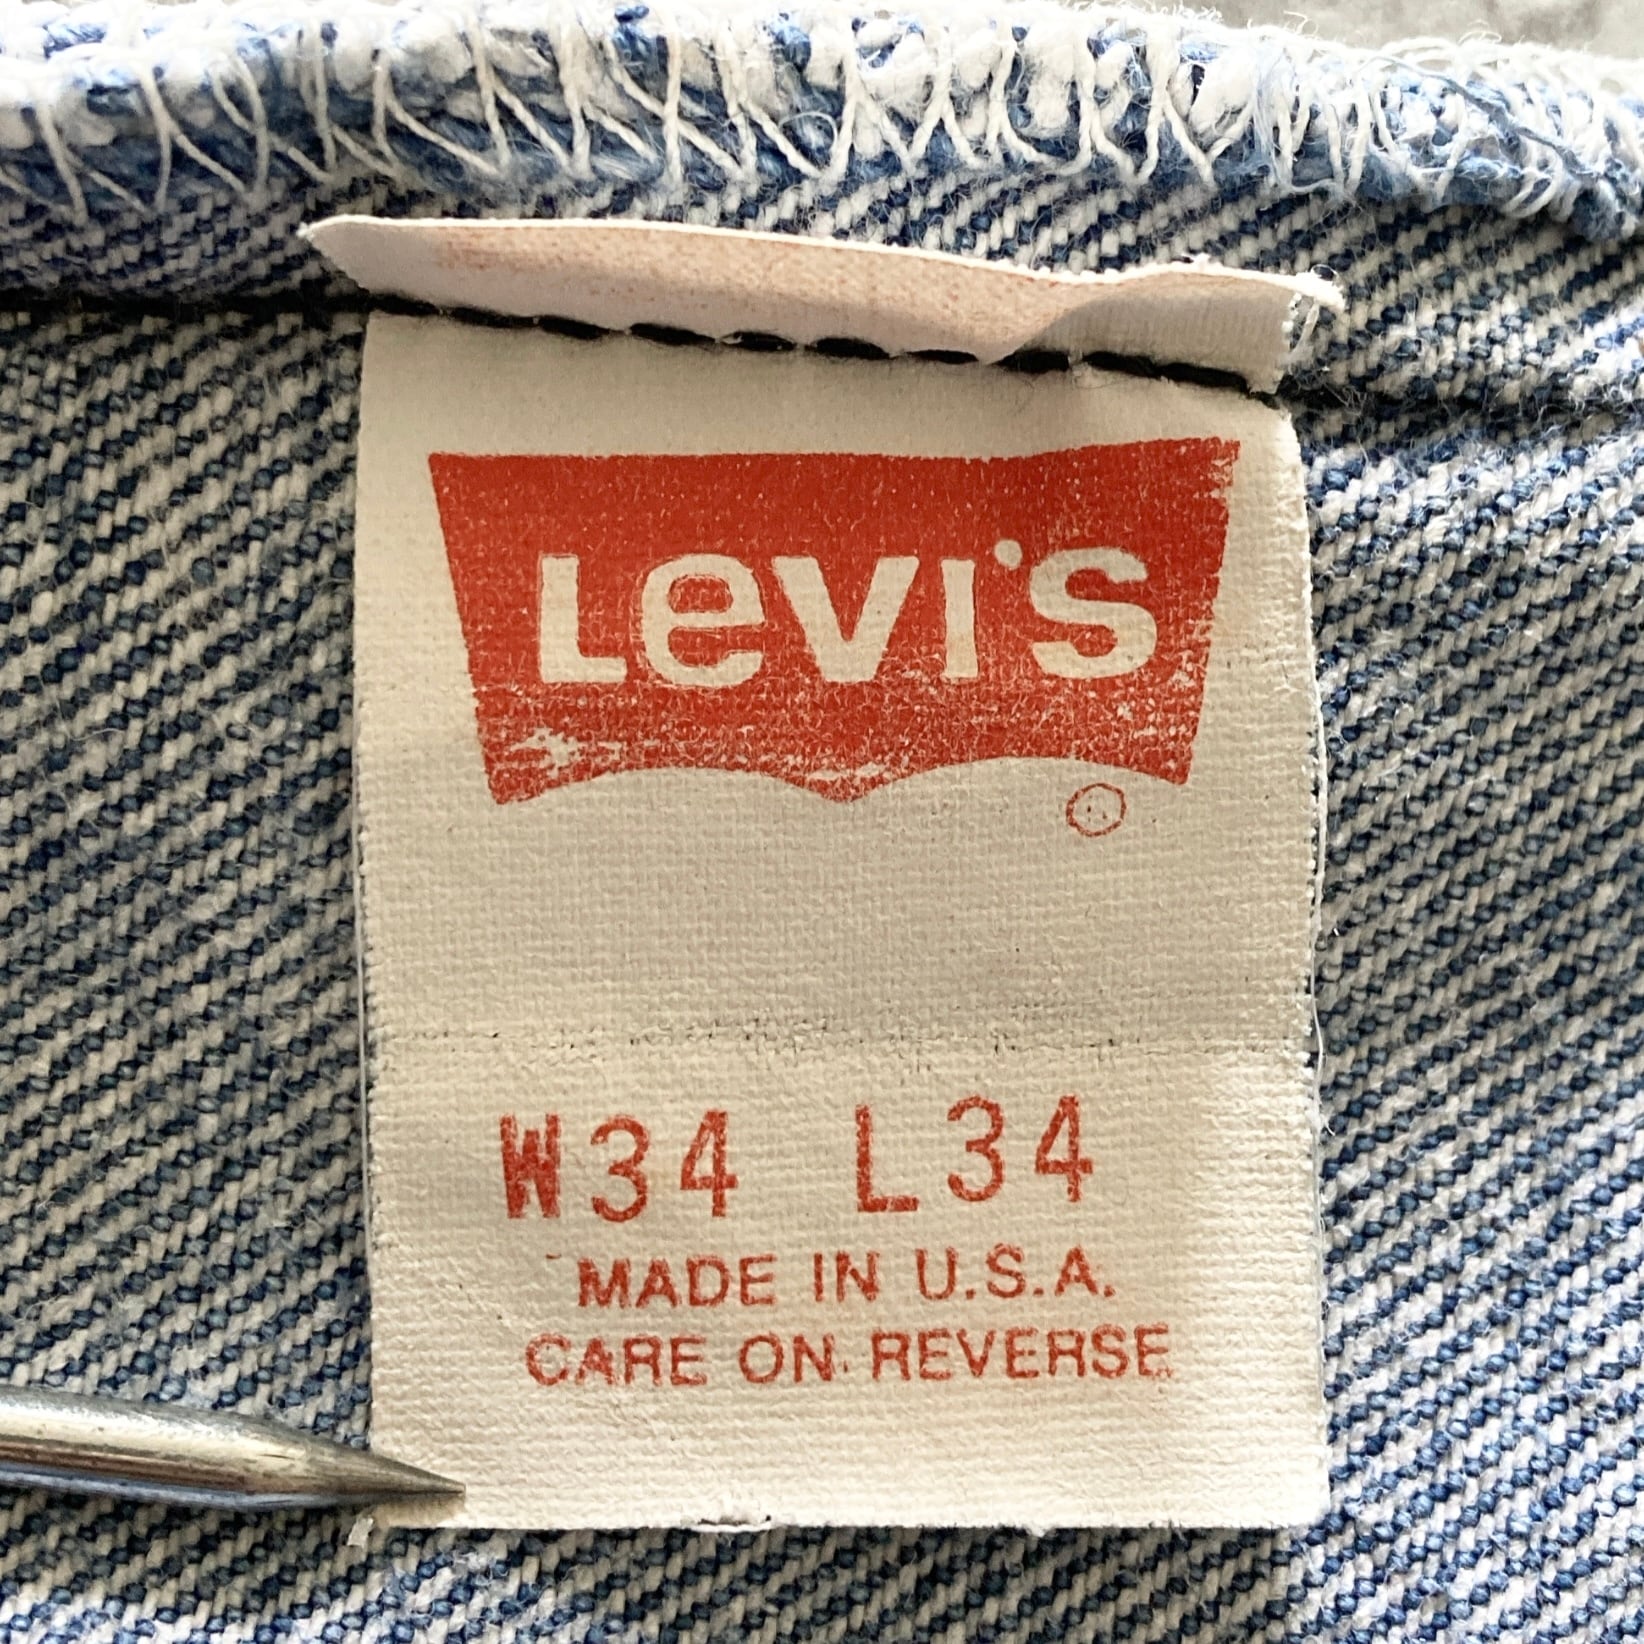 Levi's
W34 L34
MADE IN U.S.A.
CARE ON REVERSE